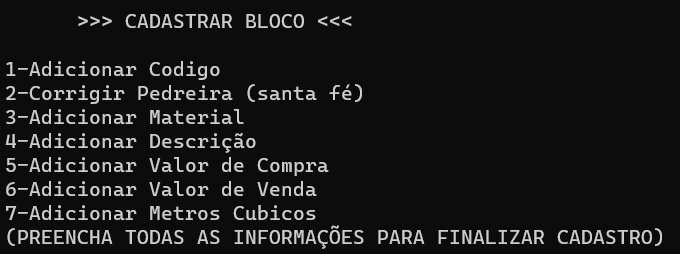 >>> CADASTRAR BLOCO <<<
1-Adicionar Codigo
2-Corrigir Pedreira (santa fé)
3-Adicionar Material
4-Adicionar Descrição
5-Adicionar Valor de Compra
6-Adicionar Valor de Venda
7-Adicionar Metros Cubicos
(PREENCHA TODAS AS INFORMAÇÕES PARA FINALIZAR CADASTRO)